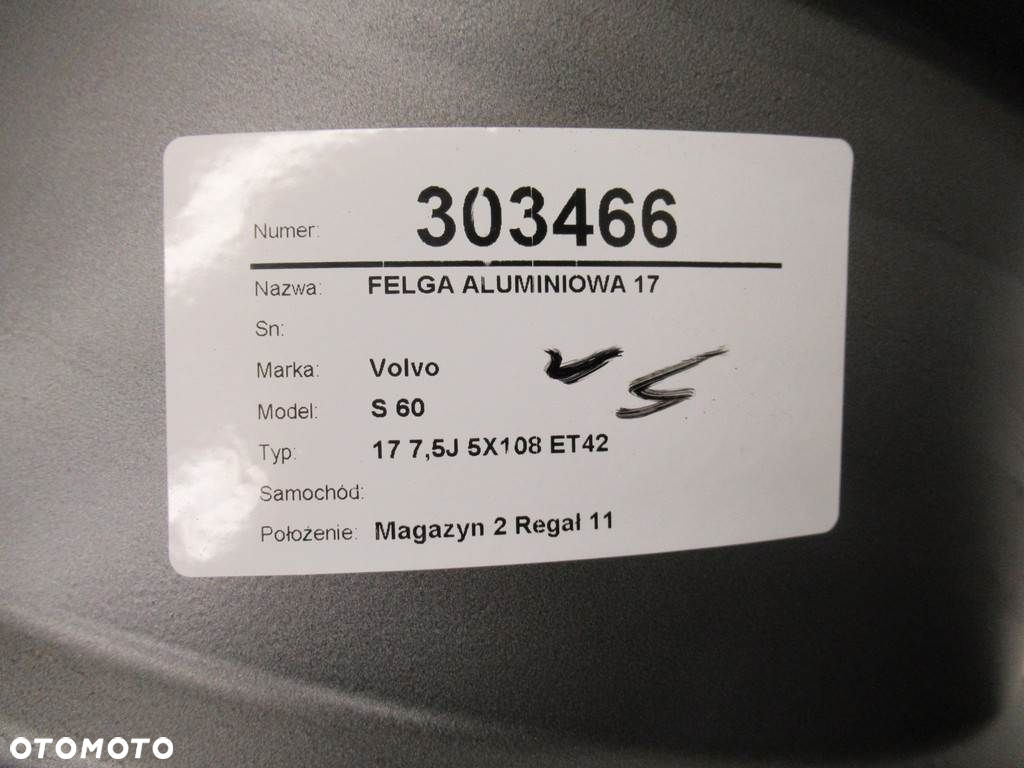 Numer: 303466
Nazwa: FELGA ALUMINIOWA 17
Sn:
Marka: Volvo
Model: S 60
Typ: 17 7,5J 5X108 ET42
Samochód:
Położenie: Magazyn 2 Regał 11
OTOMOTO